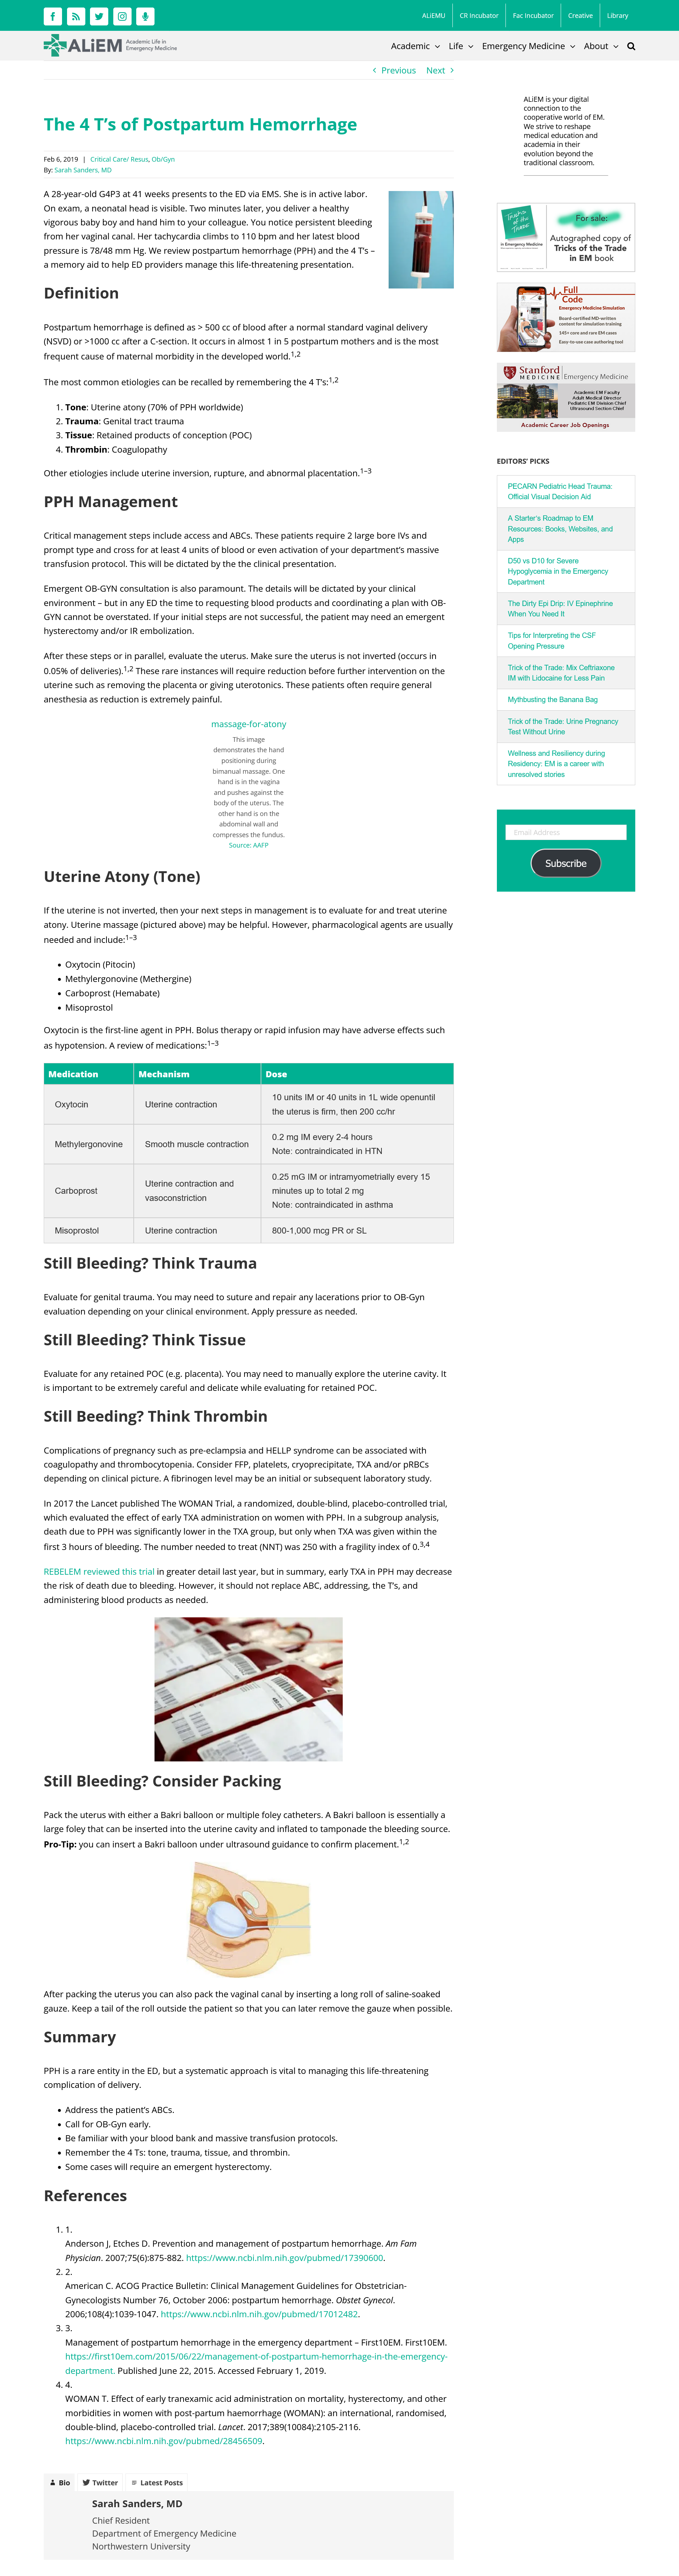 ALiEMU
CR Incubator
Fac Incubator
Creative
Library
ALiEM Academic Life in
Emergency Medicine
Academic
Life
Emergency Medicine
About
Previous Next
The 4 T's of Postpartum Hemorrhage
Feb 6, 2019 | Critical Care/ Resus, Ob/Gyn
By: Sarah Sanders, MD
A 28-year-old G4P3 at 41 weeks presents to the ED via EMS. She is in active labor.
On exam, a neonatal head is visible. Two minutes later, you deliver a healthy
vigorous baby boy and hand him to your colleague. You notice persistent bleeding
from her vaginal canal. Her tachycardia climbs to 110 bpm and her latest blood
pressure is 78/48 mm Hg. We review postpartum hemorrhage (PPH) and the 4 T's –
a memory aid to help ED providers manage this life-threatening presentation.
Definition
Postpartum hemorrhage is defined as > 500 cc of blood after a normal standard vaginal delivery
(NSVD) or >1000 cc after a C-section. It occurs in almost 1 in 5 postpartum mothers and is the most
frequent cause of maternal morbidity in the developed world.1,2
The most common etiologies can be recalled by remembering the 4 T's:1,2
1. Tone: Uterine atony (70% of PPH worldwide)
2. Trauma: Genital tract trauma
3. Tissue: Retained products of conception (POC)
4. Thrombin: Coagulopathy
Other etiologies include uterine inversion, rupture, and abnormal placentation.1–3
PPH Management
Critical management steps include access and ABCs. These patients require 2 large bore IVs and
prompt type and cross for at least 4 units of blood or even activation of your department's massive
transfusion protocol. This will be dictated by the the clinical presentation.
Emergent OB-GYN consultation is also paramount. The details will be dictated by your clinical
environment – but in any ED the time to requesting blood products and coordinating a plan with OB-
GYN cannot be overstated. If your initial steps are not successful, the patient may need an emergent
hysterectomy and/or IR embolization.
After these steps or in parallel, evaluate the uterus. Make sure the uterus is not inverted (occurs in
0.05% of deliveries).1,2 These rare instances will require reduction before further intervention on the
uterine such as removing the placenta or giving uterotonics. These patients often require general
anesthesia as reduction is extremely painful.
massage-for-atony
This image
demonstrates the hand
positioning during
bimanual massage. One
hand is in the vagina
and pushes against the
body of the uterus. The
other hand is on the
abdominal wall and
compresses the fundus.
Source: AAFP
Uterine Atony (Tone)
If the uterine is not inverted, then your next steps in management is to evaluate for and treat uterine
atony. Uterine massage (pictured above) may be helpful. However, pharmacological agents are usually
needed and include:1–3
• Oxytocin (Pitocin)
• Methylergonovine (Methergine)
• Carboprost (Hemabate)
• Misoprostol
Oxytocin is the first-line agent in PPH. Bolus therapy or rapid infusion may have adverse effects such
as hypotension. A review of medications:1–3
Medication Mechanism Dose
Oxytocin Uterine contraction 10 units IM or 40 units in 1L wide openuntil
the uterus is firm, then 200 cc/hr
Methylergonovine Smooth muscle contraction 0.2 mg IM every 2-4 hours
Note: contraindicated in HTN
Carboprost Uterine contraction and
vasoconstriction 0.25 mG IM or intramyometrially every 15
minutes up to total 2 mg
Note: contraindicated in asthma
Misoprostol Uterine contraction 800-1,000 mcg PR or SL
Still Bleeding? Think Trauma
Evaluate for genital trauma. You may need to suture and repair any lacerations prior to OB-Gyn
evaluation depending on your clinical environment. Apply pressure as needed.
Still Bleeding? Think Tissue
Evaluate for any retained POC (e.g. placenta). You may need to manually explore the uterine cavity. It
is important to be extremely careful and delicate while evaluating for retained POC.
Still Beeding? Think Thrombin
Complications of pregnancy such as pre-eclampsia and HELLP syndrome can be associated with
coagulopathy and thrombocytopenia. Consider FFP, platelets, cryoprecipitate, TXA and/or pRBCs
depending on clinical picture. A fibrinogen level may be an initial or subsequent laboratory study.
In 2017 the Lancet published The WOMAN Trial, a randomized, double-blind, placebo-controlled trial,
which evaluated the effect of early TXA administration on women with PPH. In a subgroup analysis,
death due to PPH was significantly lower in the TXA group, but only when TXA was given within the
first 3 hours of bleeding. The number needed to treat (NNT) was 250 with a fragility index of 0.3,4
REBELEM reviewed this trial in greater detail last year, but in summary, early TXA in PPH may decrease
the risk of death due to bleeding. However, it should not replace ABC, addressing, the T's, and
administering blood products as needed.
Still Bleeding? Consider Packing
Pack the uterus with either a Bakri balloon or multiple foley catheters. A Bakri balloon is essentially a
large foley that can be inserted into the uterine cavity and inflated to tamponade the bleeding source.
Pro-Tip: you can insert a Bakri balloon under ultrasound guidance to confirm placement.1,2
After packing the uterus you can also pack the vaginal canal by inserting a long roll of saline-soaked
gauze. Keep a tail of the roll outside the patient so that you can later remove the gauze when possible.
Summary
PPH is a rare entity in the ED, but a systematic approach is vital to managing this life-threatening
complication of delivery.
• Address the patient's ABCs.
• Call for OB-Gyn early.
• Be familiar with your blood bank and massive transfusion protocols.
• Remember the 4 Ts: tone, trauma, tissue, and thrombin.
• Some cases will require an emergent hysterectomy.
References
1. 1.
Anderson J, Etches D. Prevention and management of postpartum hemorrhage. Am Fam
Physician. 2007;75(6):875-882. https://www.ncbi.nlm.nih.gov/pubmed/17390600.
2. 2.
American C. ACOG Practice Bulletin: Clinical Management Guidelines for Obstetrician-
Gynecologists Number 76, October 2006: postpartum hemorrhage. Obstet Gynecol.
2006;108(4):1039-1047. https://www.ncbi.nlm.nih.gov/pubmed/17012482.
3. 3.
Management of postpartum hemorrhage in the emergency department – First10EM. First10EM.
https://first10em.com/2015/06/22/management-of-postpartum-hemorrhage-in-the-emergency-
department. Published June 22, 2015. Accessed February 1, 2019.
4. 4.
WOMAN T. Effect of early tranexamic acid administration on mortality, hysterectomy, and other
morbidities in women with post-partum haemorrhage (WOMAN): an international, randomised,
double-blind, placebo-controlled trial. Lancet. 2017;389(10084):2105-2116.
https://www.ncbi.nlm.nih.gov/pubmed/28456509.
Bio
Twitter
Latest Posts
Sarah Sanders, MD
Chief Resident
Department of Emergency Medicine
Northwestern University
ALiEM is your digital
connection to the
cooperative world of EM.
We strive to reshape
medical education and
academia in their
evolution beyond the
traditional classroom.
Tricks of the TRADE
in Emergency Medicine
For sale:
Autographed copy of
Tricks of the Trade
in EM book
Full
Code
Emergency Medicine Simulation
Board-certified MD-written
content for simulation training
145+ core and rare EM cases
Easy-to-use case authoring tool
Stanford
MEDICINE Emergency Medicine
Academic EM Faculty
Adult Medical Director
Pediatric EM Division Chief
Ultrasound Section Chief
Academic Career Job Openings
EDITORS' PICKS
PECARN Pediatric Head Trauma:
Official Visual Decision Aid
A Starter's Roadmap to EM
Resources: Books, Websites, and
Apps
D50 vs D10 for Severe
Hypoglycemia in the Emergency
Department
The Dirty Epi Drip: IV Epinephrine
When You Need It
Tips for Interpreting the CSF
Opening Pressure
Trick of the Trade: Mix Ceftriaxone
IM with Lidocaine for Less Pain
Mythbusting the Banana Bag
Trick of the Trade: Urine Pregnancy
Test Without Urine
Wellness and Resiliency during
Residency: EM is a career with
unresolved stories
Email Address
Subscribe